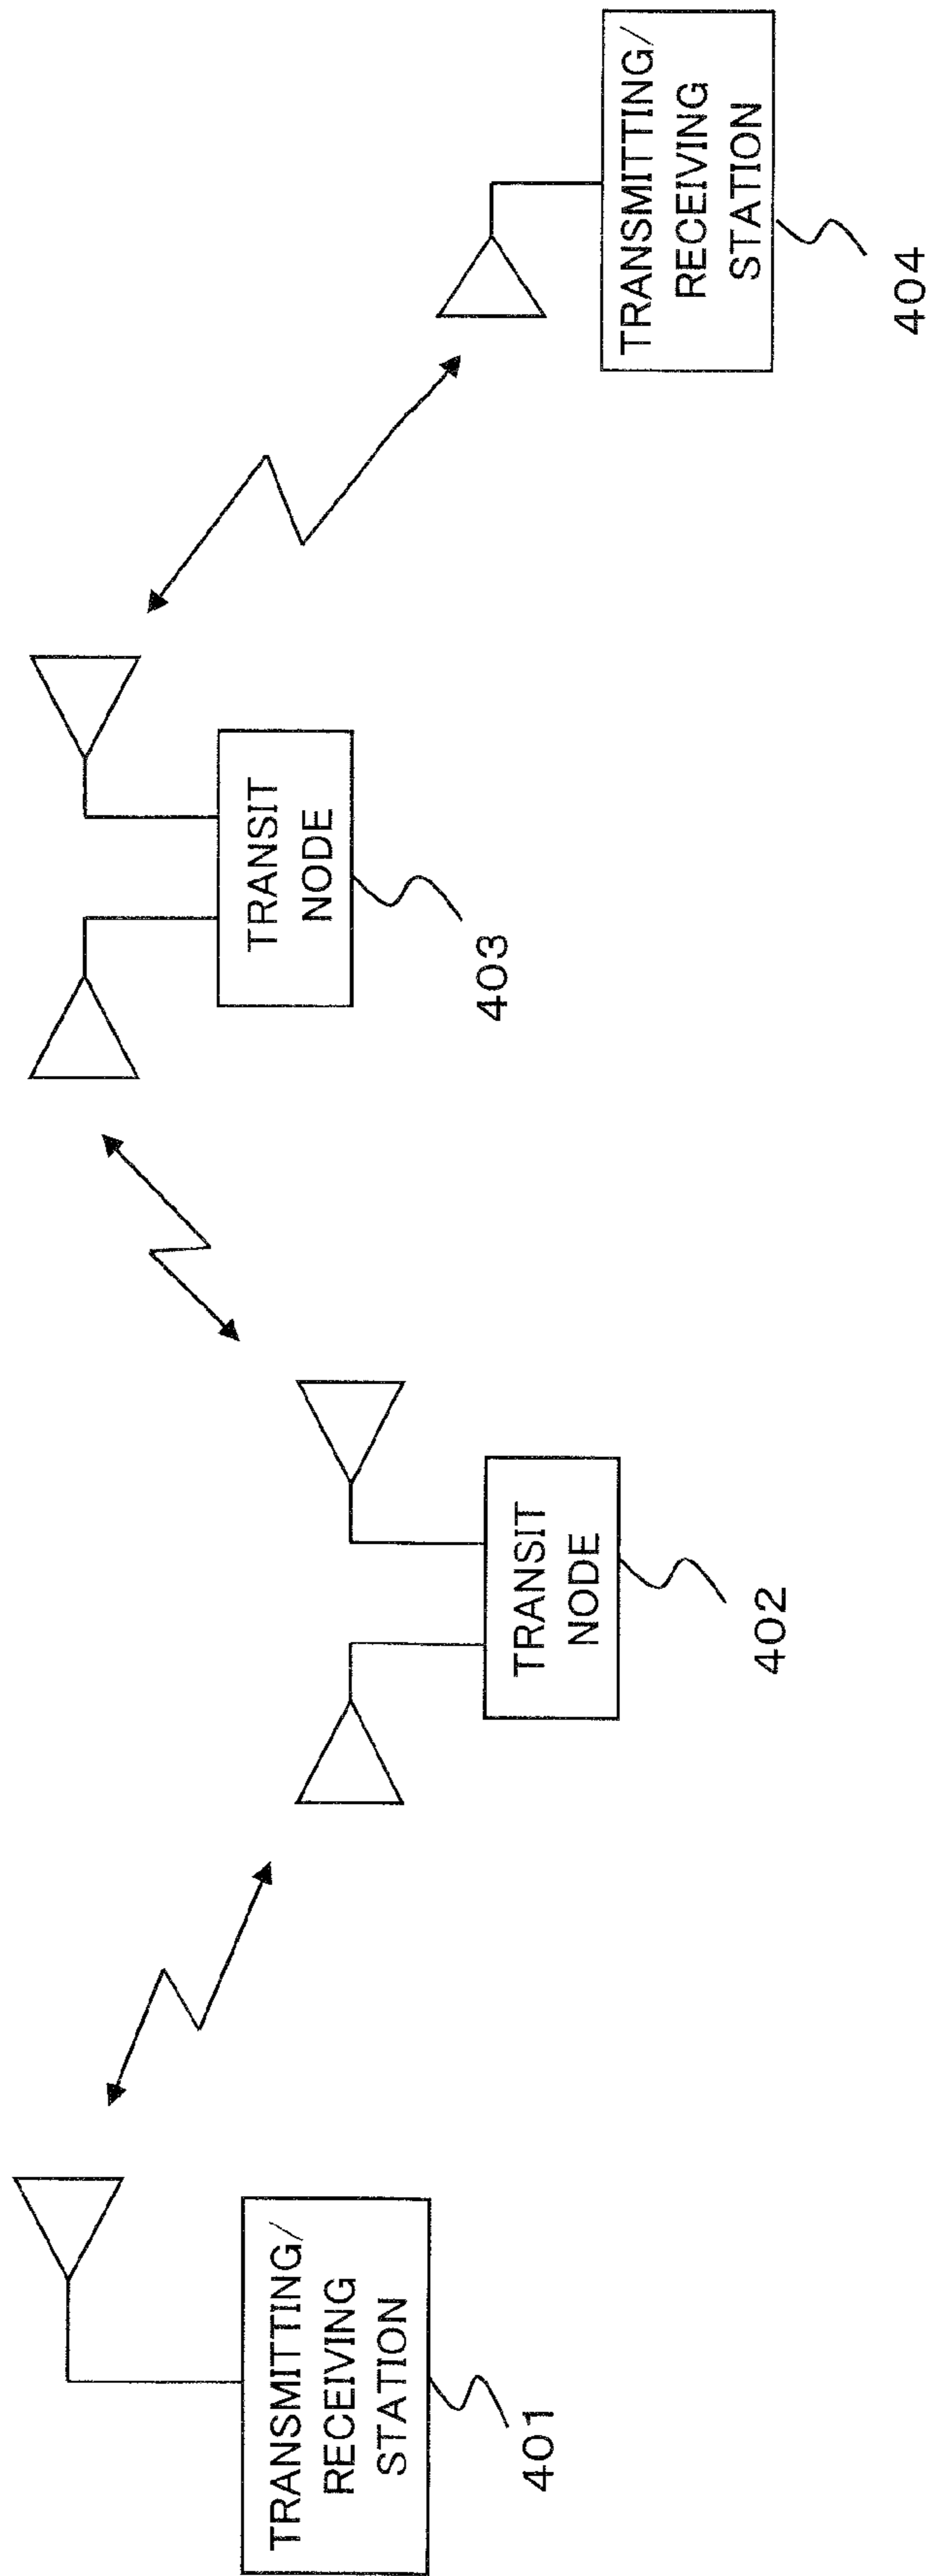 TRANSMITTING/
RECEIVING
STATION
401
TRANSIT
NODE
402
TRANSIT
NODE
403
TRANSMITTING/
RECEIVING
STATION
404